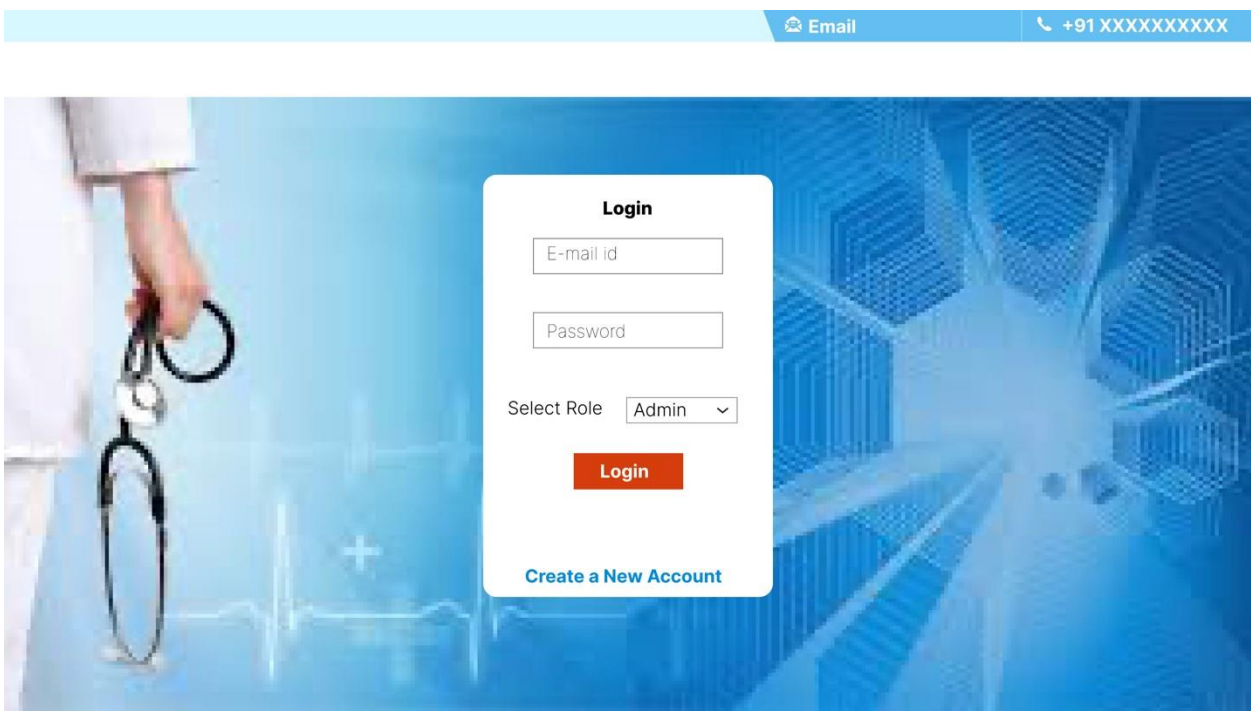 Email
+91 XXXXXXXXXX
Login
E-mail id
Password
Select Role Admin
Login
Create a New Account